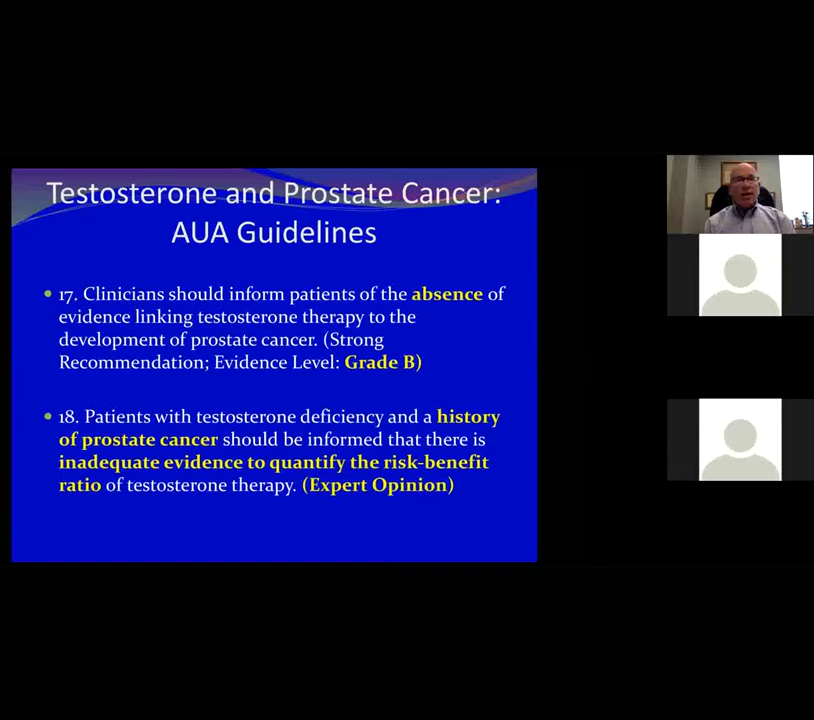 Testosterone and Prostate Cancer:
AUA Guidelines
• 17. Clinicians should inform patients of the absence of
evidence linking testosterone therapy to the
development of prostate cancer. (Strong
Recommendation; Evidence Level: Grade B)
• 18. Patients with testosterone deficiency and a history
of prostate cancer should be informed that there is
inadequate evidence to quantify the risk-benefit
ratio of testosterone therapy. (Expert Opinion)